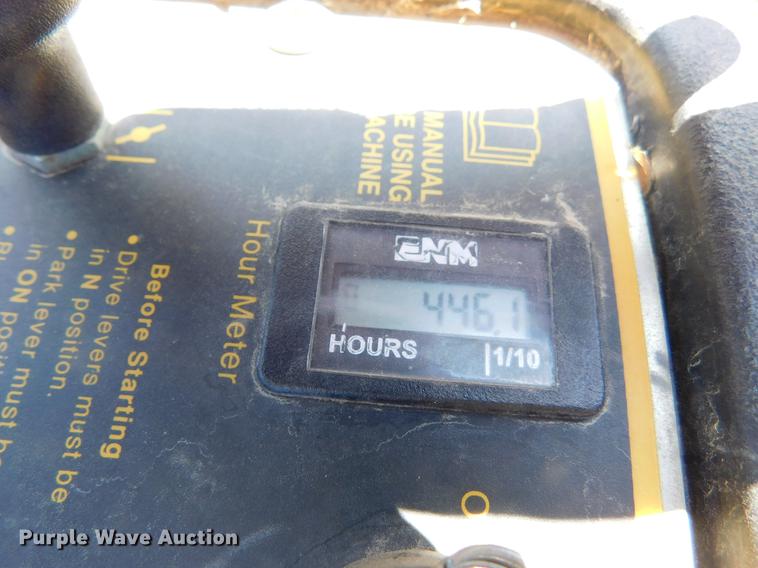 MANUAL
E USING
ACHINE
Hour Meter
ENM
446.1
HOURS
1/10
Before Starting
• Drive levers must be
in N position.
• Park lever must be
in ON position
Purple Wave Auction